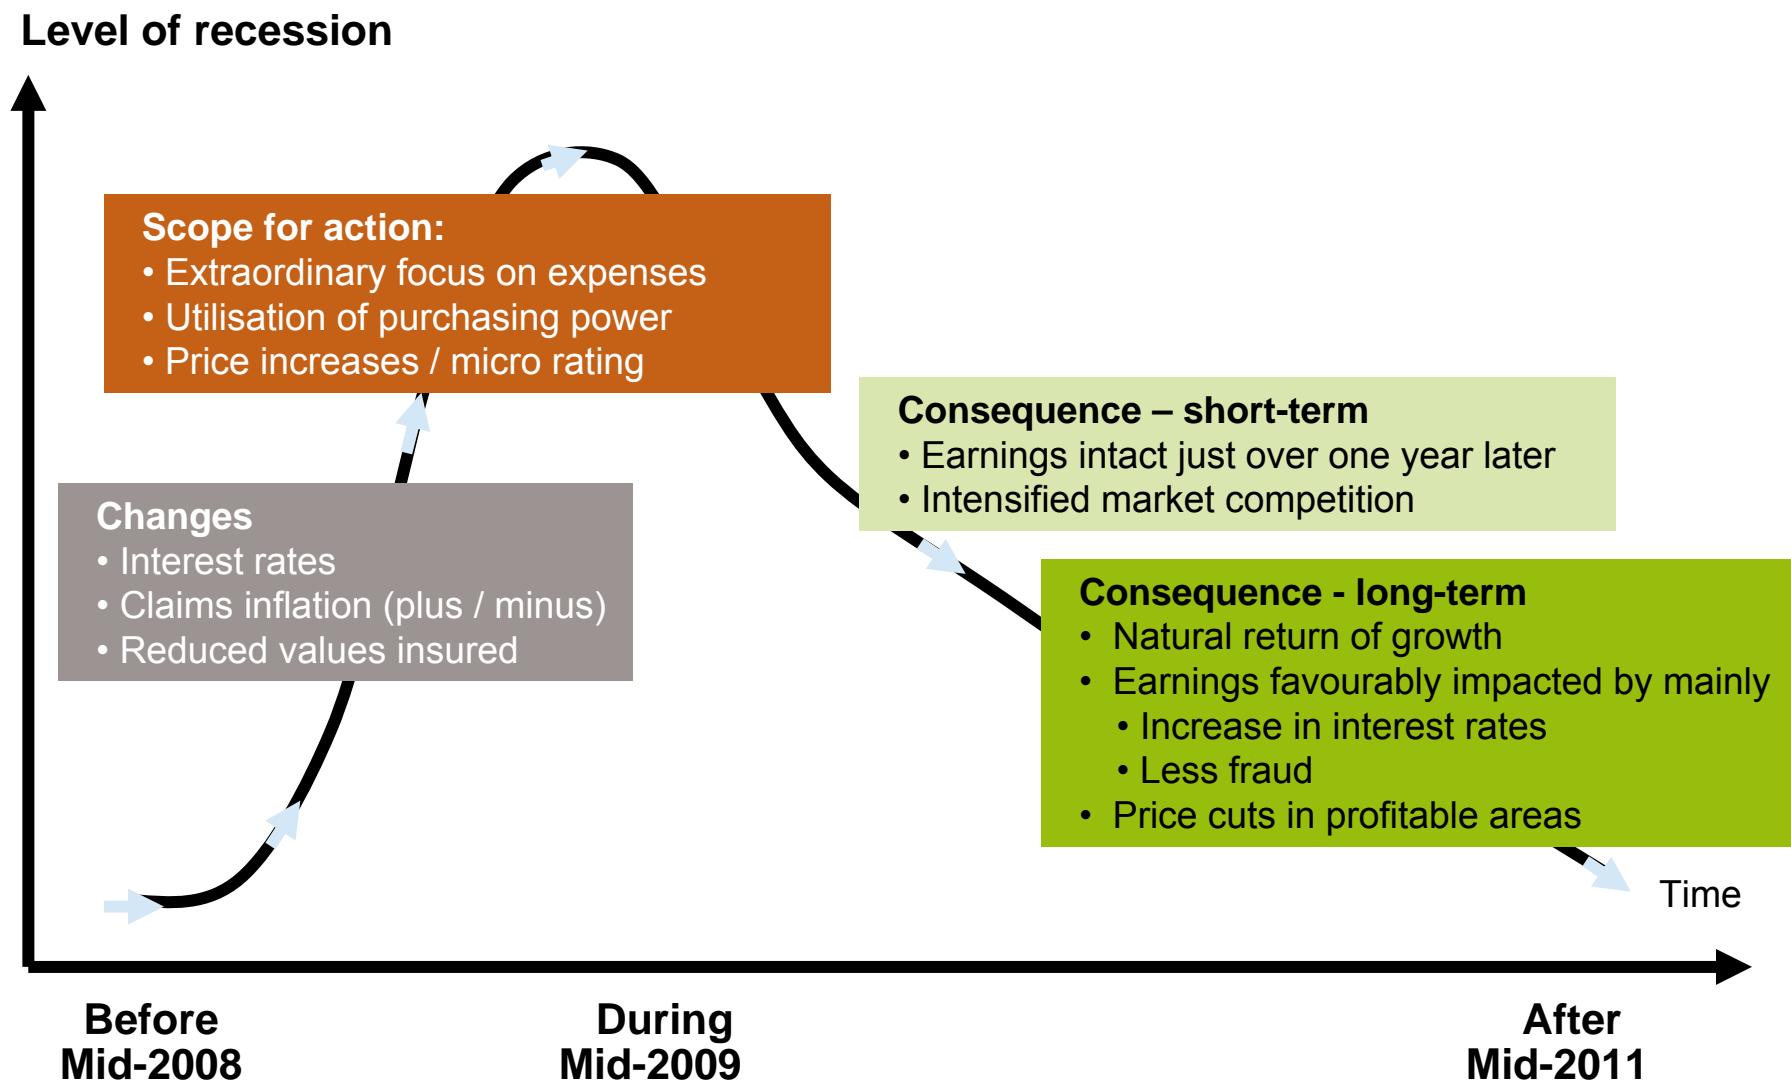 Level of recession
Scope for action:
• Extraordinary focus on expenses
• Utilisation of purchasing power
• Price increases / micro rating
Consequence – short-term
• Earnings intact just over one year later
• Intensified market competition
Changes
• Interest rates
• Claims inflation (plus / minus)
• Reduced values insured
Consequence - long-term
• Natural return of growth
• Earnings favourably impacted by mainly
• Increase in interest rates
• Less fraud
• Price cuts in profitable areas
Time
Before
Mid-2008
During
Mid-2009
After
Mid-2011